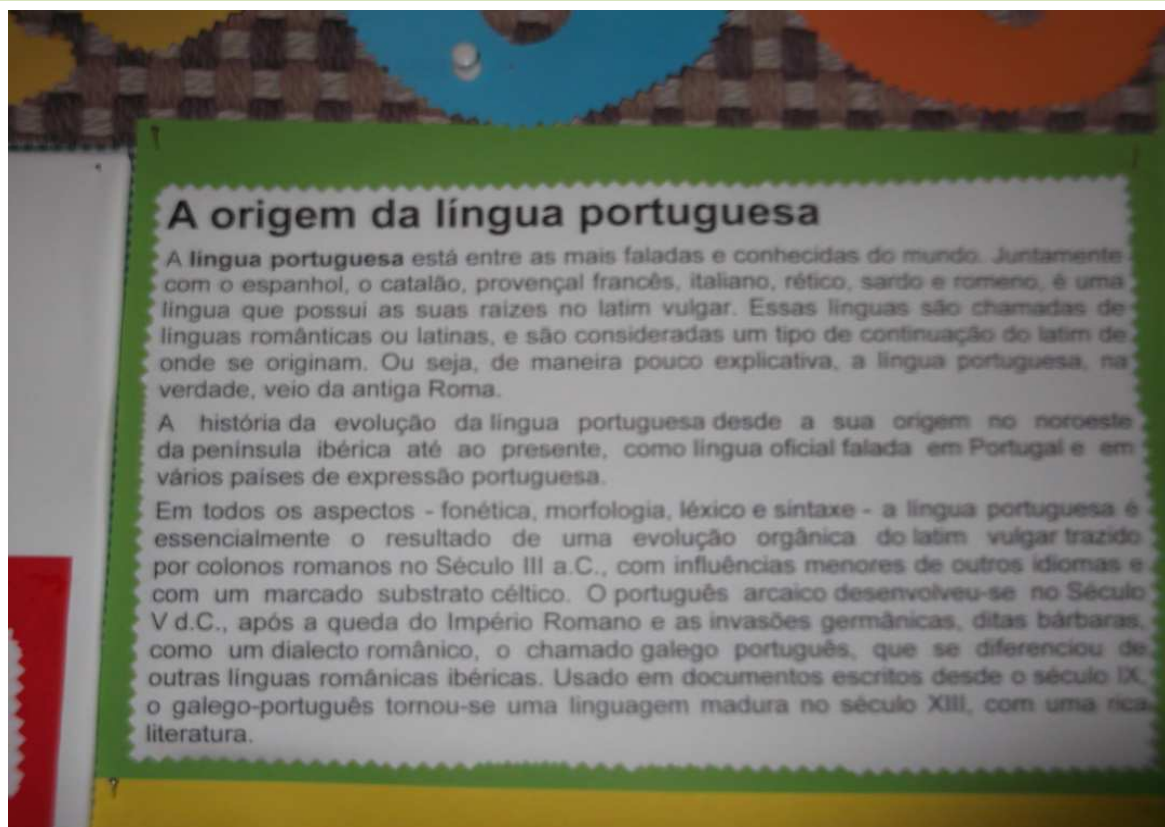 A origem da língua portuguesa
A língua portuguesa está entre as mais faladas e conhecidas do mundo. Juntamente
com o espanhol, o catalão, provençal francês, italiano, rético, sardo e romeno, é uma
língua que possui as suas raízes no latim vulgar. Essas línguas são chamadas de
línguas românticas ou latinas, e são consideradas um tipo de continuação do latim de
onde se originam. Ou seja, de maneira pouco explicativa, a língua portuguesa, na
verdade, veio da antiga Roma.
A história da evolução da língua portuguesa desde a sua origem no noroeste
da península ibérica até ao presente, como língua oficial falada em Portugal e em
vários países de expressão portuguesa.
Em todos os aspectos - fonética, morfologia, léxico e sintaxe - a língua portuguesa é
essencialmente o resultado de uma evolução orgânica do latim vulgar trazido
por colonos romanos no Século III a.C., com influências menores de outros idiomas e
com um marcado substrato céltico. O português arcaico desenvolveu-se no Século
V d.C., após a queda do Império Romano e as invasões germânicas, ditas bárbaras,
como um dialecto românico, o chamado galego português, que se diferenciou de
outras línguas românicas ibéricas. Usado em documentos escritos desde o século IX,
o galego-português tornou-se uma linguagem madura no século XIII, com uma rica
literatura.